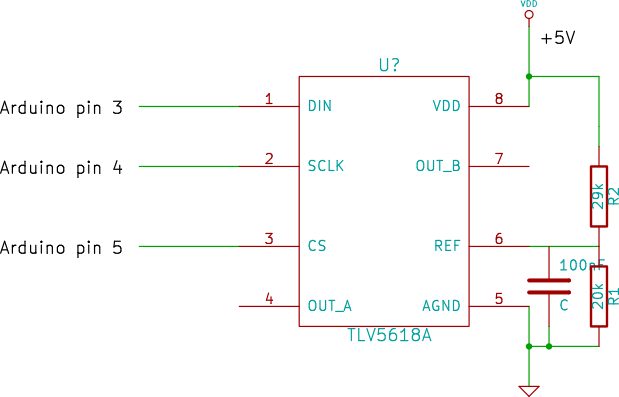 VDD
+5V
U?
Arduino pin 3
1
DIN
VDD
8
Arduino pin 4
2
SCLK
OUT_B
7
29k
R2
Arduino pin 5
3
CS
REF
6
100nF
C
20k
R1
4
OUT_A
AGND
5
TLV5618A